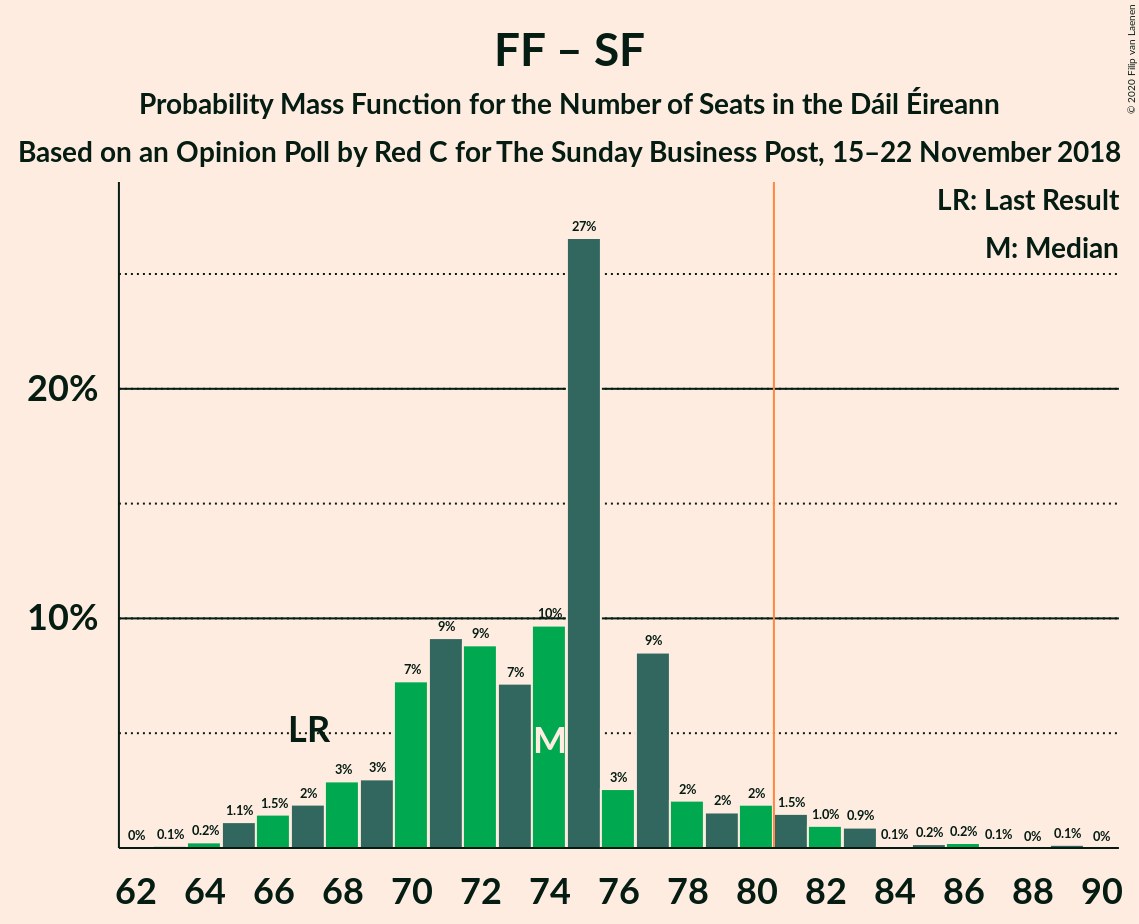 FF – SF
Probability Mass Function for the Number of Seats in the Dáil Éireann
Based on an Opinion Poll by Red C for The Sunday Business Post, 15–22 November 2018
© 2020 Filip van Laenen
LR: Last Result
M: Median
20%
10%
0% 0.1% 0.2% 1.1% 1.5% 2% 3% 3% 7% 9% 9% 7% 10% 27% 3% 9% 2% 2% 2% 1.5% 1.0% 0.9% 0.1% 0.2% 0.2% 0.1% 0% 0.1% 0%
LR
M
62 64 66 68 70 72 74 76 78 80 82 84 86 88 90